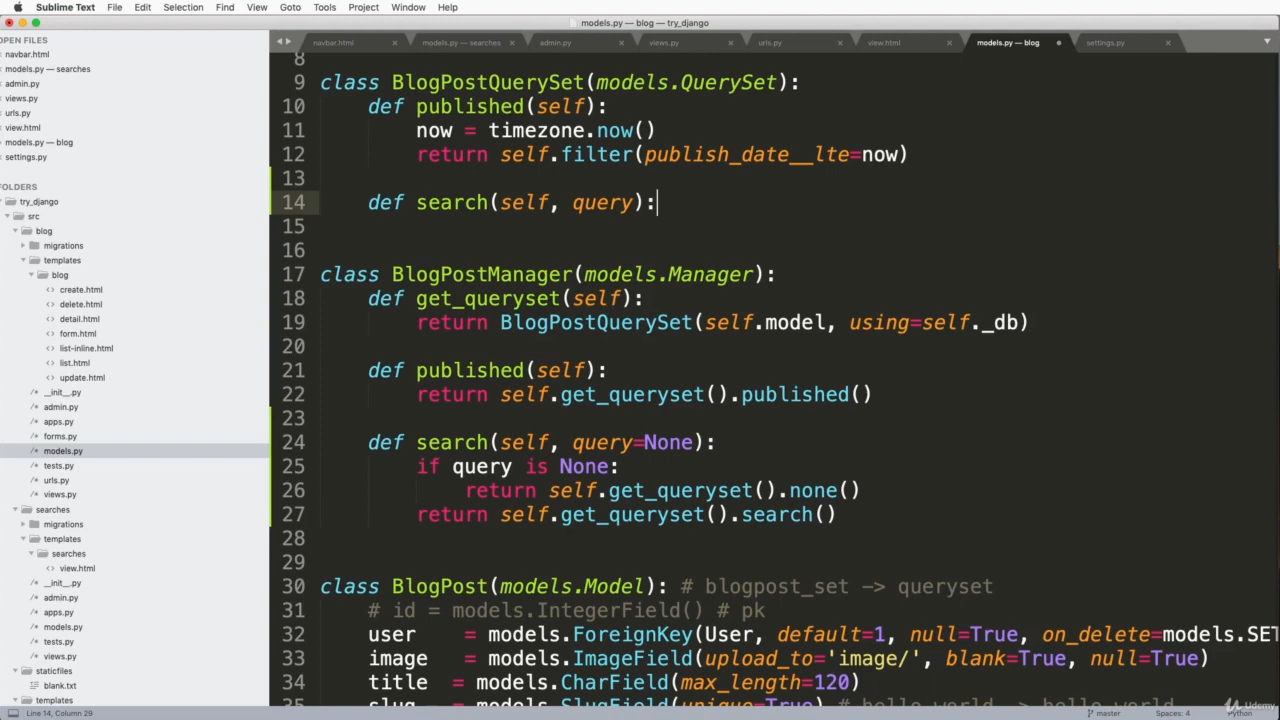 Sublime Text File Edit Selection Find View Goto Tools Project Window Help
models.py — blog — try_django
OPEN FILES
navbar.html
models.py — searches
admin.py
views.py
urls.py
view.html
models.py — blog
settings.py
FOLDERS
try_django
src
blog
migrations
templates
blog
<> create.html
<> delete.html
<> detail.html
<> form.html
<> list-inline.html
<> list.html
<> update.html
/* __init__.py
/* admin.py
/* apps.py
/* forms.py
/* models.py
/* tests.py
/* urls.py
/* views.py
searches
migrations
templates
searches
<> view.html
/* __init__.py
/* admin.py
/* apps.py
/* models.py
/* tests.py
/* views.py
staticfiles
blank.txt
templates
navbar.html × models.py — searches × admin.py × views.py × urls.py × view.html × models.py — blog settings.py ×
8
9 class BlogPostQuerySet(models.QuerySet):
10 def published(self):
11 now = timezone.now()
12 return self.filter(publish_date__lte=now)
13
14 def search(self, query):
15
16
17 class BlogPostManager(models.Manager):
18 def get_queryset(self):
19 return BlogPostQuerySet(self.model, using=self._db)
20
21 def published(self):
22 return self.get_queryset().published()
23
24 def search(self, query=None):
25 if query is None:
26 return self.get_queryset().none()
27 return self.get_queryset().search()
28
29
30 class BlogPost(models.Model): # blogpost_set -> queryset
31 # id = models.IntegerField() # pk
32 user = models.ForeignKey(User, default=1, null=True, on_delete=models.SET
33 image = models.ImageField(upload_to='image/', blank=True, null=True)
34 title = models.CharField(max_length=120)
35 slug = models.SlugField(unique=True) # hello world -> hello-world
Line 14, Column 29 master Spaces: 4 Python
Udemy